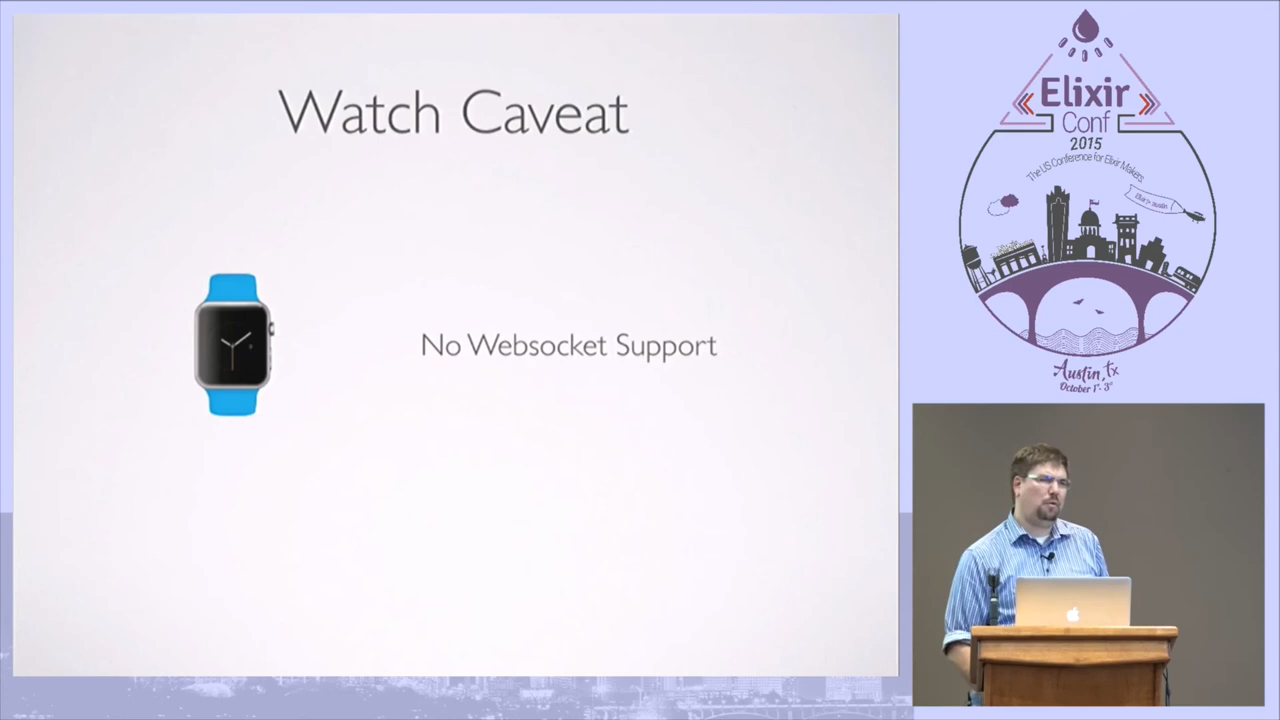 Watch Caveat
No Websocket Support
Elixir
Conf
2015
The US Conference for Elixir Makers
Austin, Tx
October 1st - 3rd